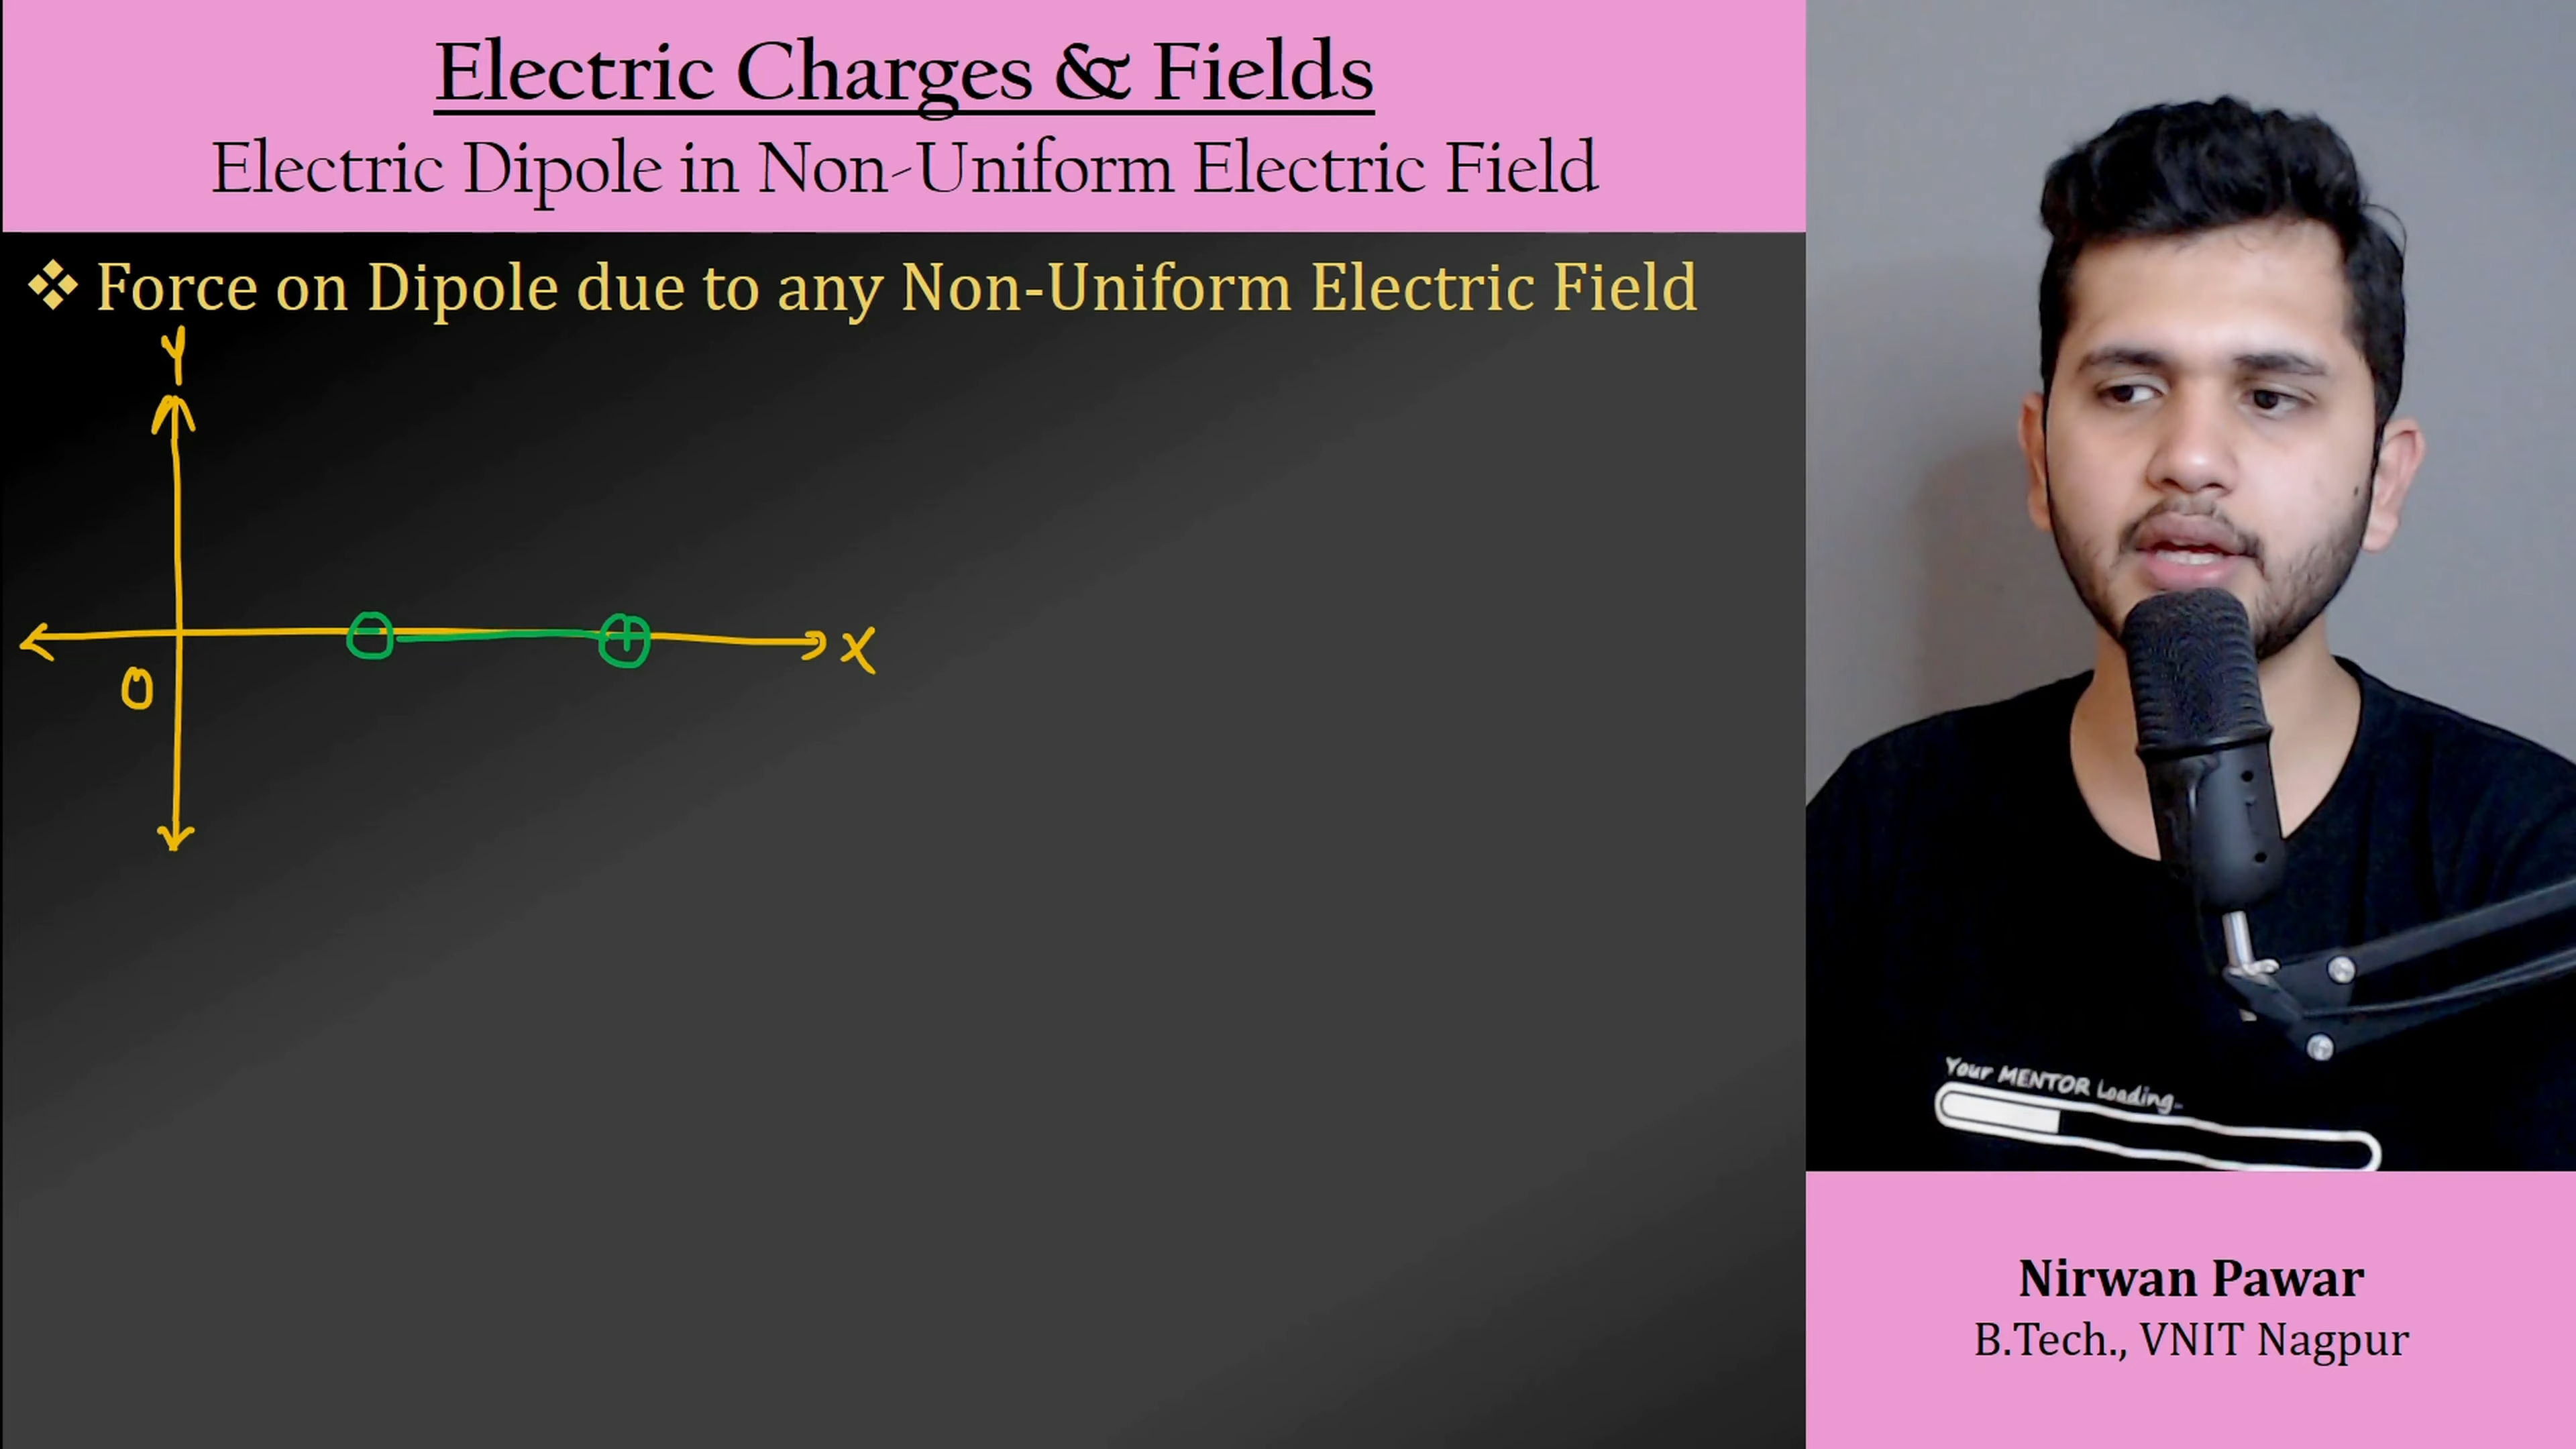 Electric Charges & Fields
Electric Dipole in Non-Uniform Electric Field
❖ Force on Dipole due to any Non-Uniform Electric Field
Y
X
O
Your MENTOR Loading..
Nirwan Pawar
B.Tech., VNIT Nagpur